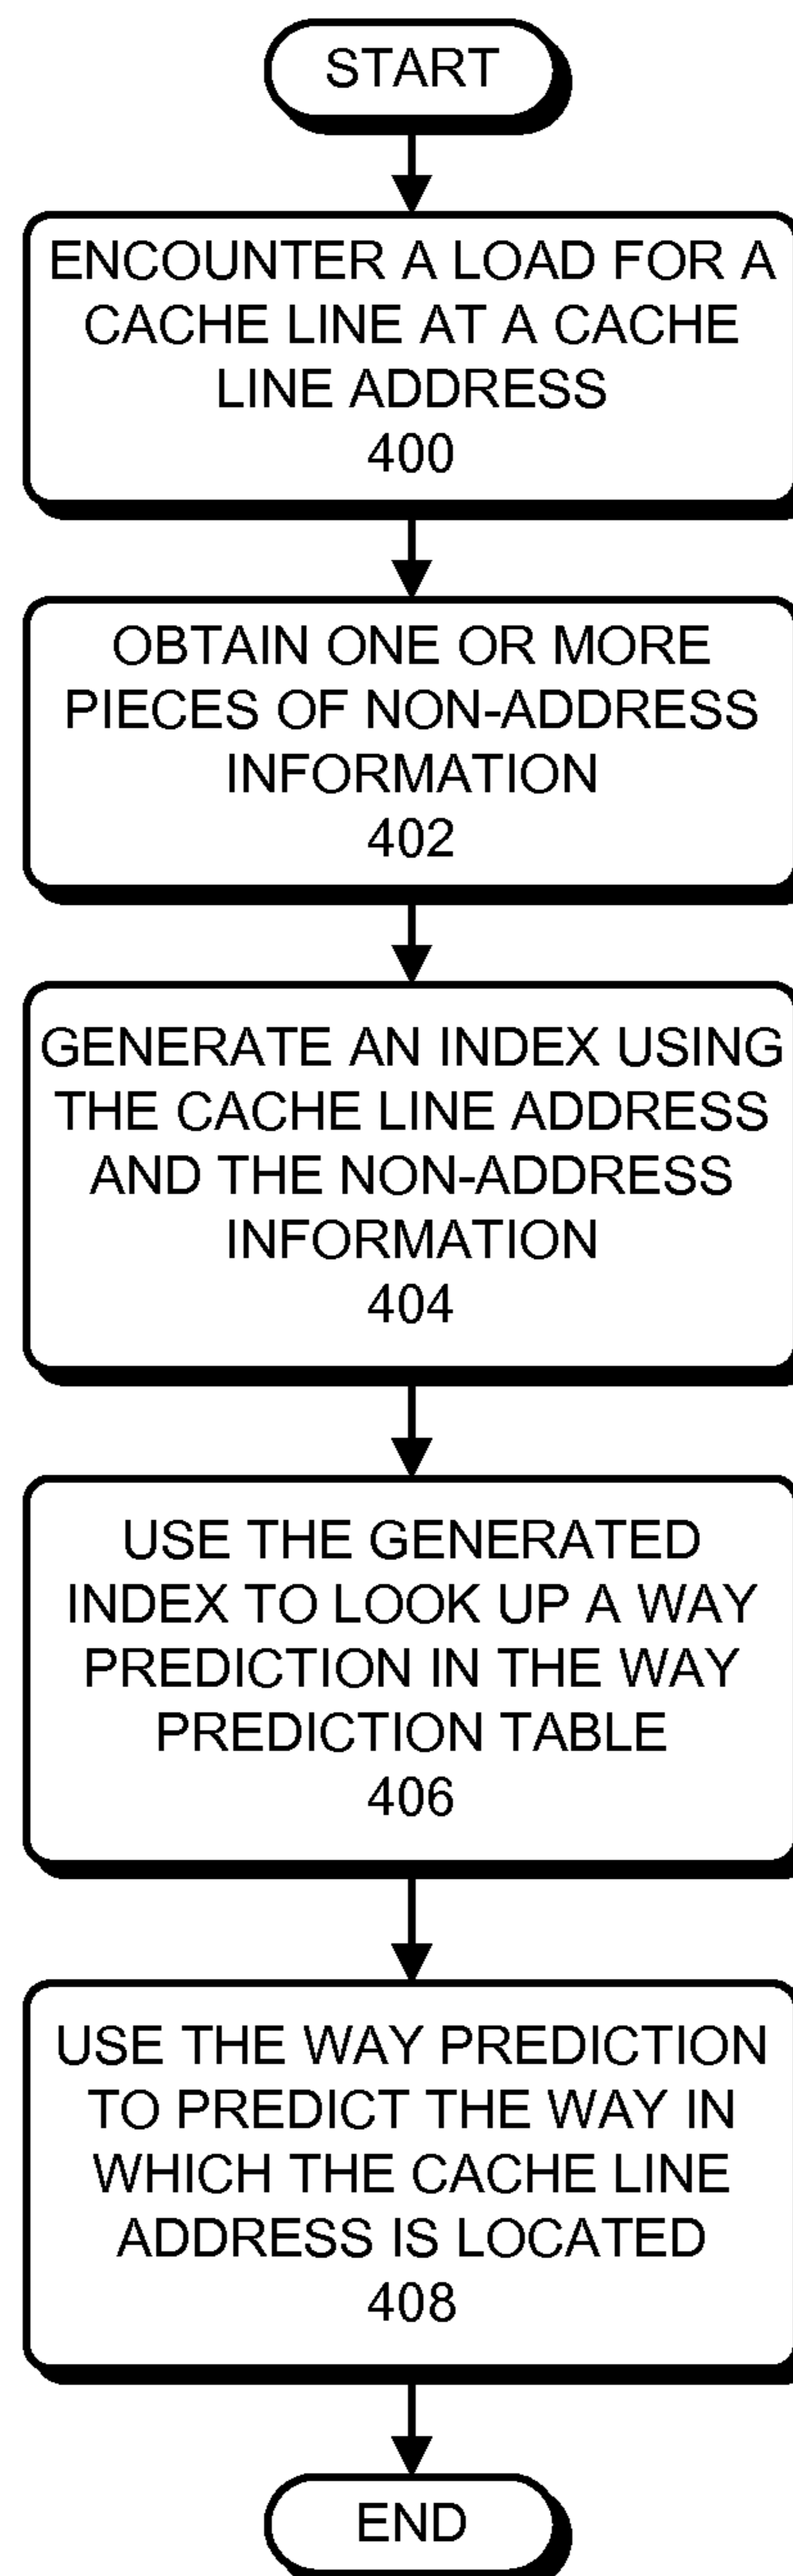 START
ENCOUNTER A LOAD FOR A
CACHE LINE AT A CACHE
LINE ADDRESS
400
OBTAIN ONE OR MORE
PIECES OF NON-ADDRESS
INFORMATION
402
GENERATE AN INDEX USING
THE CACHE LINE ADDRESS
AND THE NON-ADDRESS
INFORMATION
404
USE THE GENERATED
INDEX TO LOOK UP A WAY
PREDICTION IN THE WAY
PREDICTION TABLE
406
USE THE WAY PREDICTION
TO PREDICT THE WAY IN
WHICH THE CACHE LINE
ADDRESS IS LOCATED
408
END